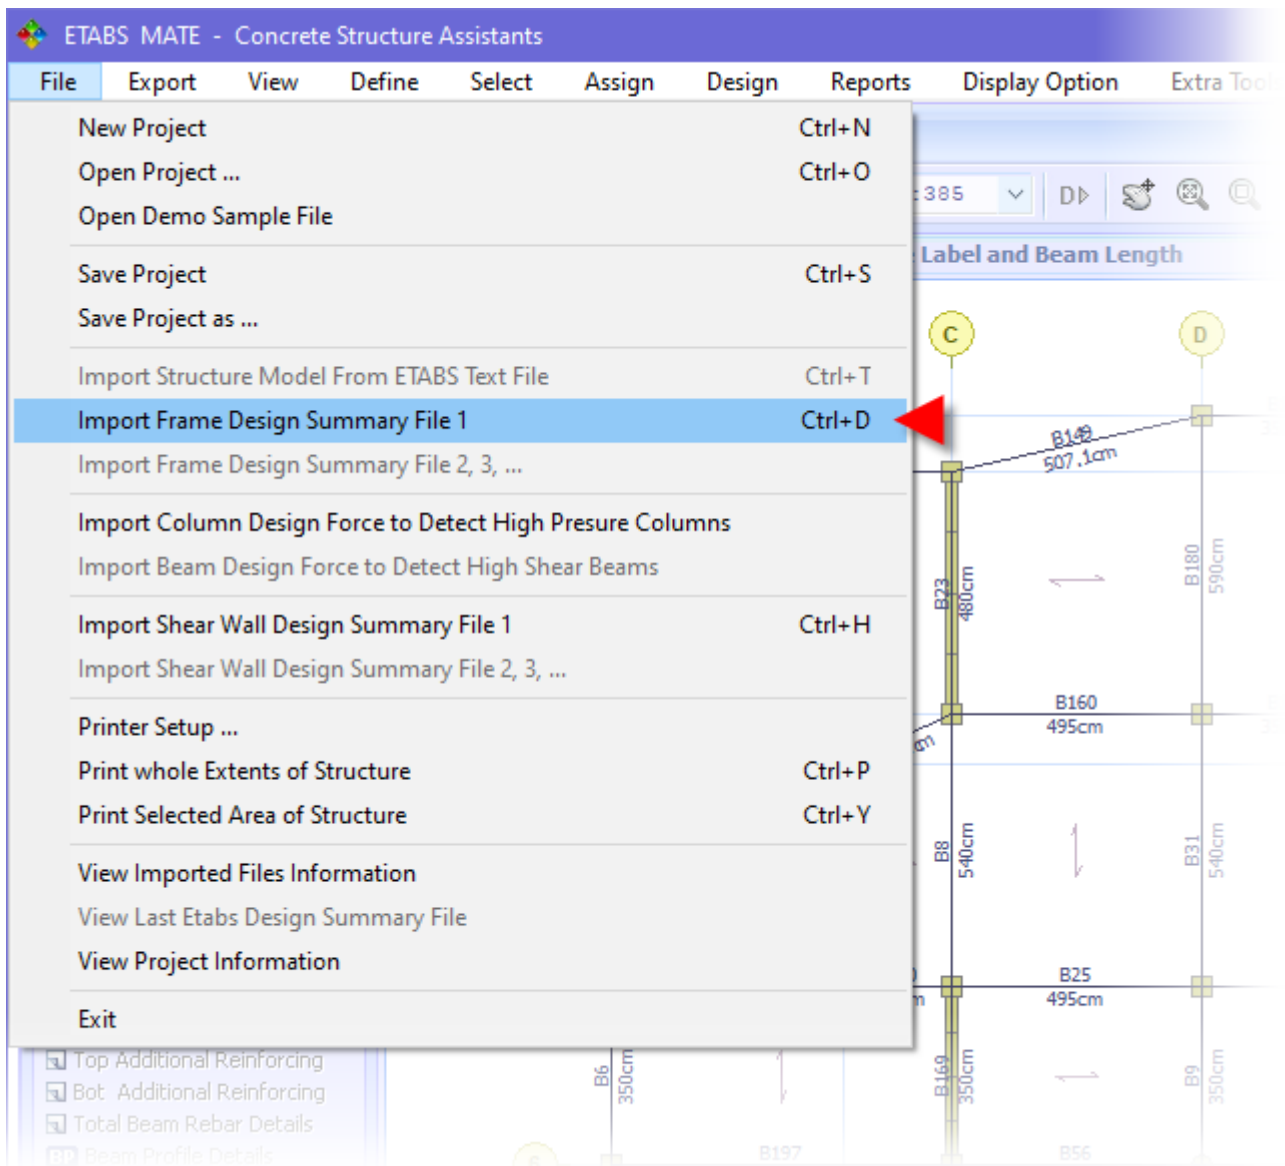 ETABS MATE - Concrete Structure Assistants
File Export View Define Select Assign Design Reports Display Option Extra Tools
New Project Ctrl+N
Open Project ... Ctrl+O
Open Demo Sample File
Save Project Ctrl+S
Save Project as ...
Import Structure Model From ETABS Text File Ctrl+T
Import Frame Design Summary File 1 Ctrl+D
Import Frame Design Summary File 2, 3, ...
Import Column Design Force to Detect High Presure Columns
Import Beam Design Force to Detect High Shear Beams
Import Shear Wall Design Summary File 1 Ctrl+H
Import Shear Wall Design Summary File 2, 3, ...
Printer Setup ...
Print whole Extents of Structure Ctrl+P
Print Selected Area of Structure Ctrl+Y
View Imported Files Information
View Last Etabs Design Summary File
View Project Information
Exit
385
D
Label and Beam Length
C
D
B149
507.1cm
B23
480cm
B180
590cm
B160
495cm
B8
540cm
B31
540cm
B25
495cm
B6
350cm
B169
350cm
B9
350cm
B197
B56
Top Additional Reinforcing
Bot Additional Reinforcing
Total Beam Rebar Details
BP Beam Profile Details